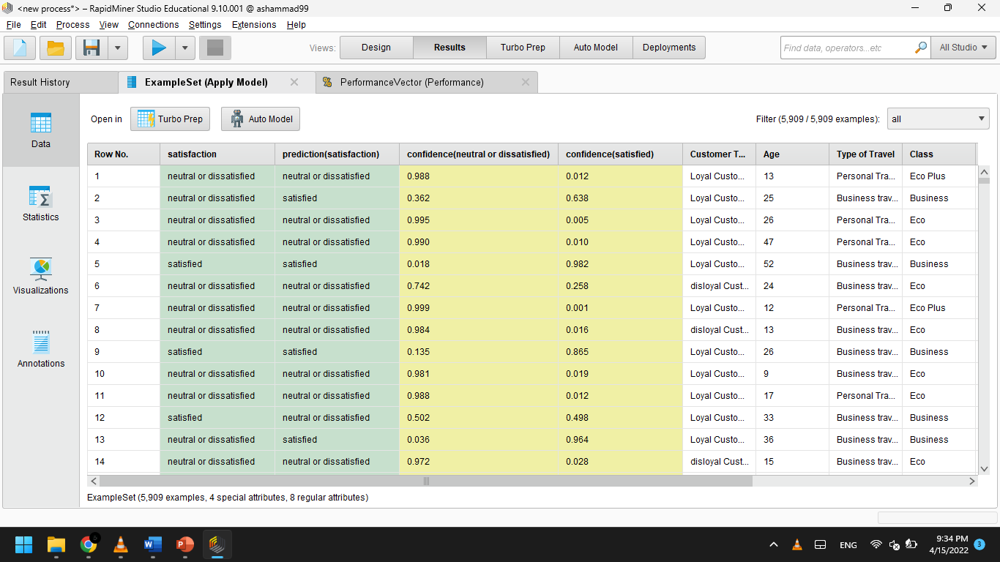 <new process*> – RapidMiner Studio Educational 9.10.001 @ ashammad99
File Edit Process View Connections Settings Extensions Help
Views: Design Results Turbo Prep Auto Model Deployments Find data, operators...etc All Studio
Result History ExampleSet (Apply Model) PerformanceVector (Performance)
Open in Turbo Prep Auto Model Filter (5,909 / 5,909 examples): all
Data
Statistics
Visualizations
Annotations
Row No. satisfaction prediction(satisfaction) confidence(neutral or dissatisfied) confidence(satisfied) Customer T... Age Type of Travel Class
1 neutral or dissatisfied neutral or dissatisfied 0.988 0.012 Loyal Custo... 13 Personal Tra... Eco Plus
2 neutral or dissatisfied satisfied 0.362 0.638 Loyal Custo... 25 Business trav... Business
3 neutral or dissatisfied neutral or dissatisfied 0.995 0.005 Loyal Custo... 26 Personal Tra... Eco
4 neutral or dissatisfied neutral or dissatisfied 0.990 0.010 Loyal Custo... 47 Personal Tra... Eco
5 satisfied satisfied 0.018 0.982 Loyal Custo... 52 Business trav... Business
6 neutral or dissatisfied neutral or dissatisfied 0.742 0.258 disloyal Cust... 24 Business trav... Eco
7 neutral or dissatisfied neutral or dissatisfied 0.999 0.001 Loyal Custo... 12 Personal Tra... Eco Plus
8 neutral or dissatisfied neutral or dissatisfied 0.984 0.016 disloyal Cust... 13 Business trav... Eco
9 satisfied satisfied 0.135 0.865 Loyal Custo... 26 Business trav... Business
10 neutral or dissatisfied neutral or dissatisfied 0.981 0.019 Loyal Custo... 9 Business trav... Eco
11 neutral or dissatisfied neutral or dissatisfied 0.988 0.012 Loyal Custo... 17 Personal Tra... Eco
12 satisfied neutral or dissatisfied 0.502 0.498 Loyal Custo... 33 Business trav... Business
13 neutral or dissatisfied satisfied 0.036 0.964 Loyal Custo... 36 Business trav... Business
14 neutral or dissatisfied neutral or dissatisfied 0.972 0.028 disloyal Cust... 15 Business trav... Eco
ExampleSet (5,909 examples, 4 special attributes, 8 regular attributes)
ENG 9:34 PM
4/15/2022 3